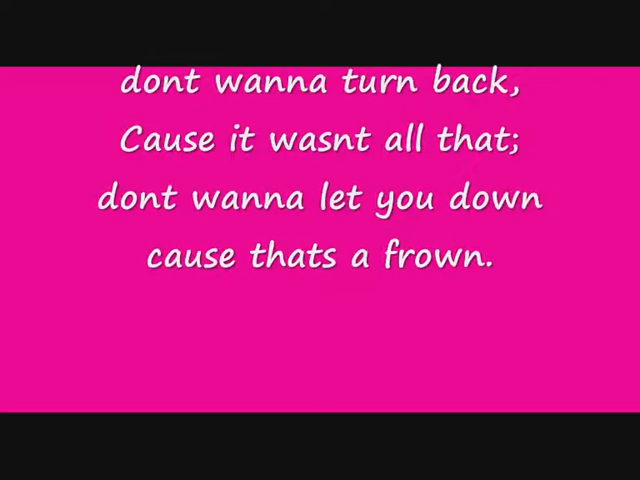 dont wanna turn back,
Cause it wasnt all that;
dont wanna let you down
cause thats a frown.